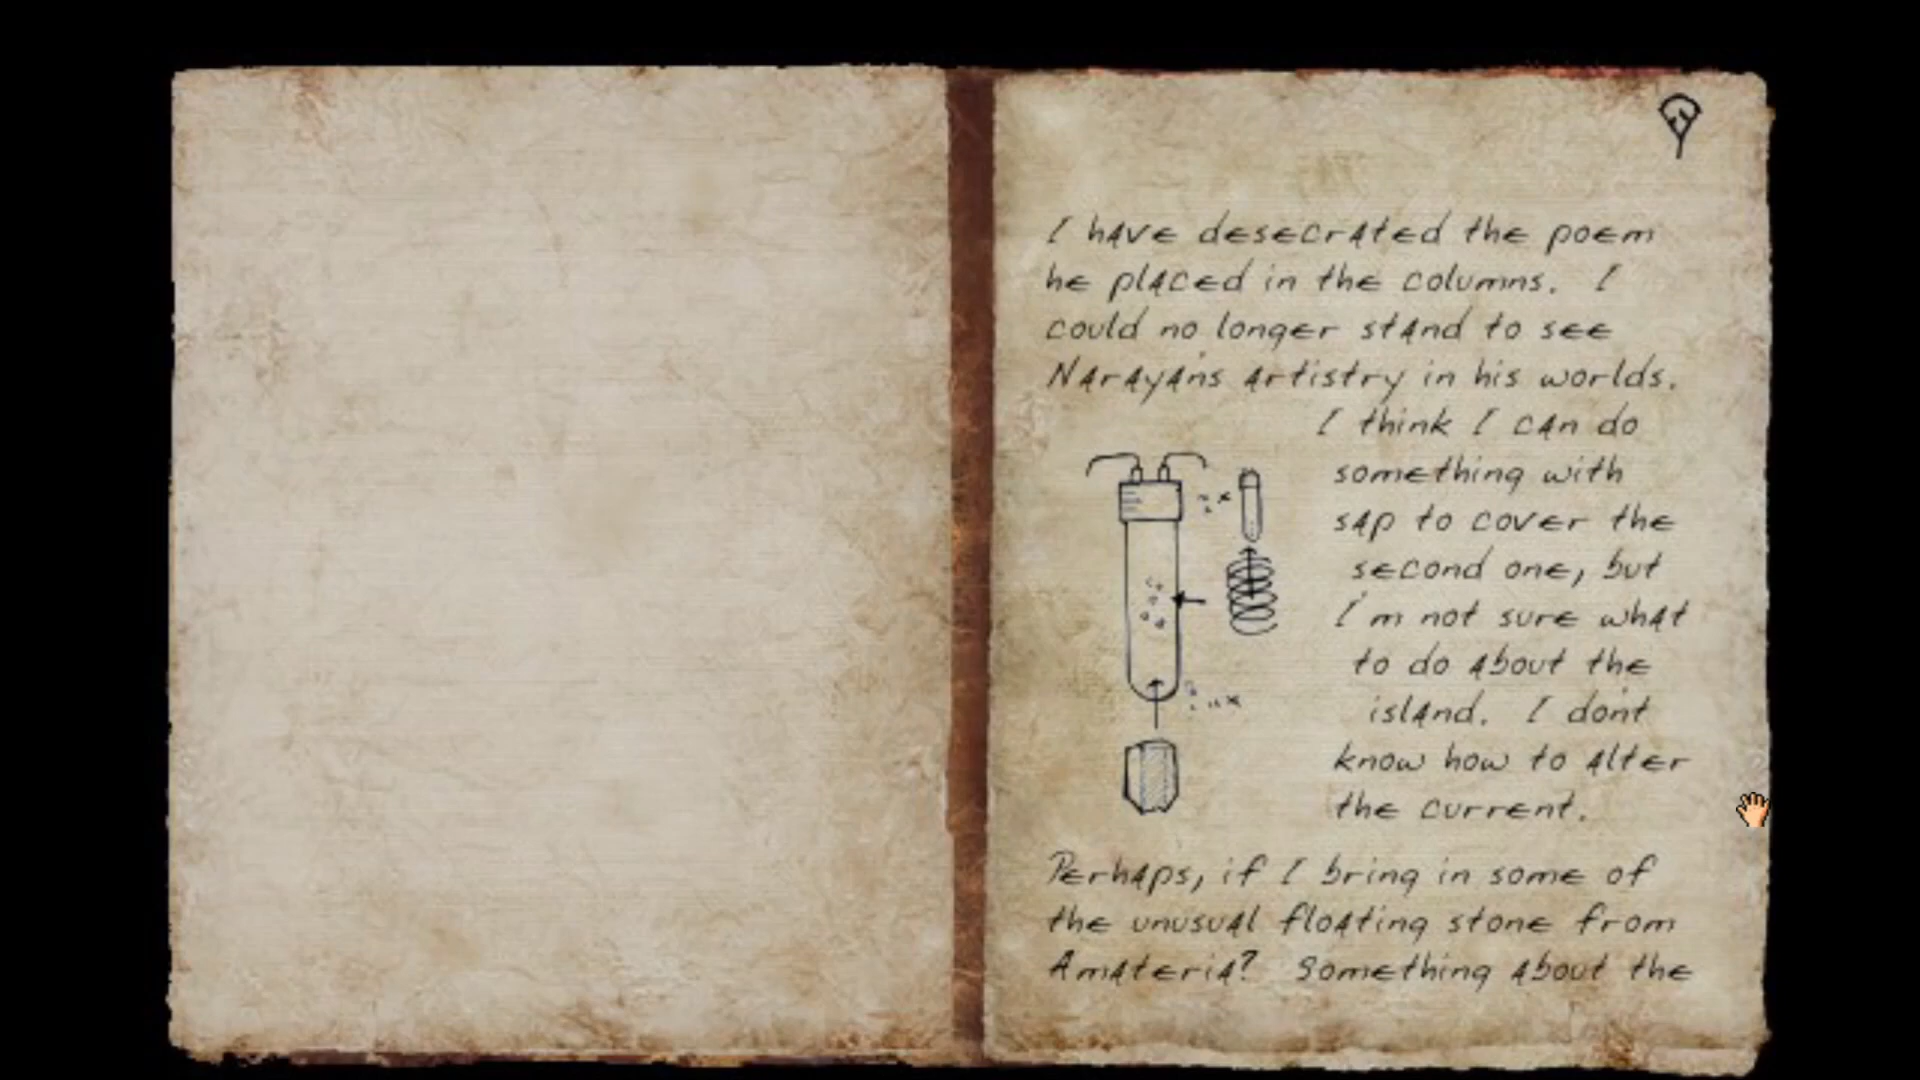 I have desecrated the poem
he placed in the columns. I
could no longer stand to see
Narayan's artistry in his worlds.
I think I can do
something with
sap to cover the
second one, but
I'm not sure what
to do about the
island. I don't
know how to alter
the current.
Perhaps, if I bring in some of
the unusual floating stone from
Amateria? Something about the